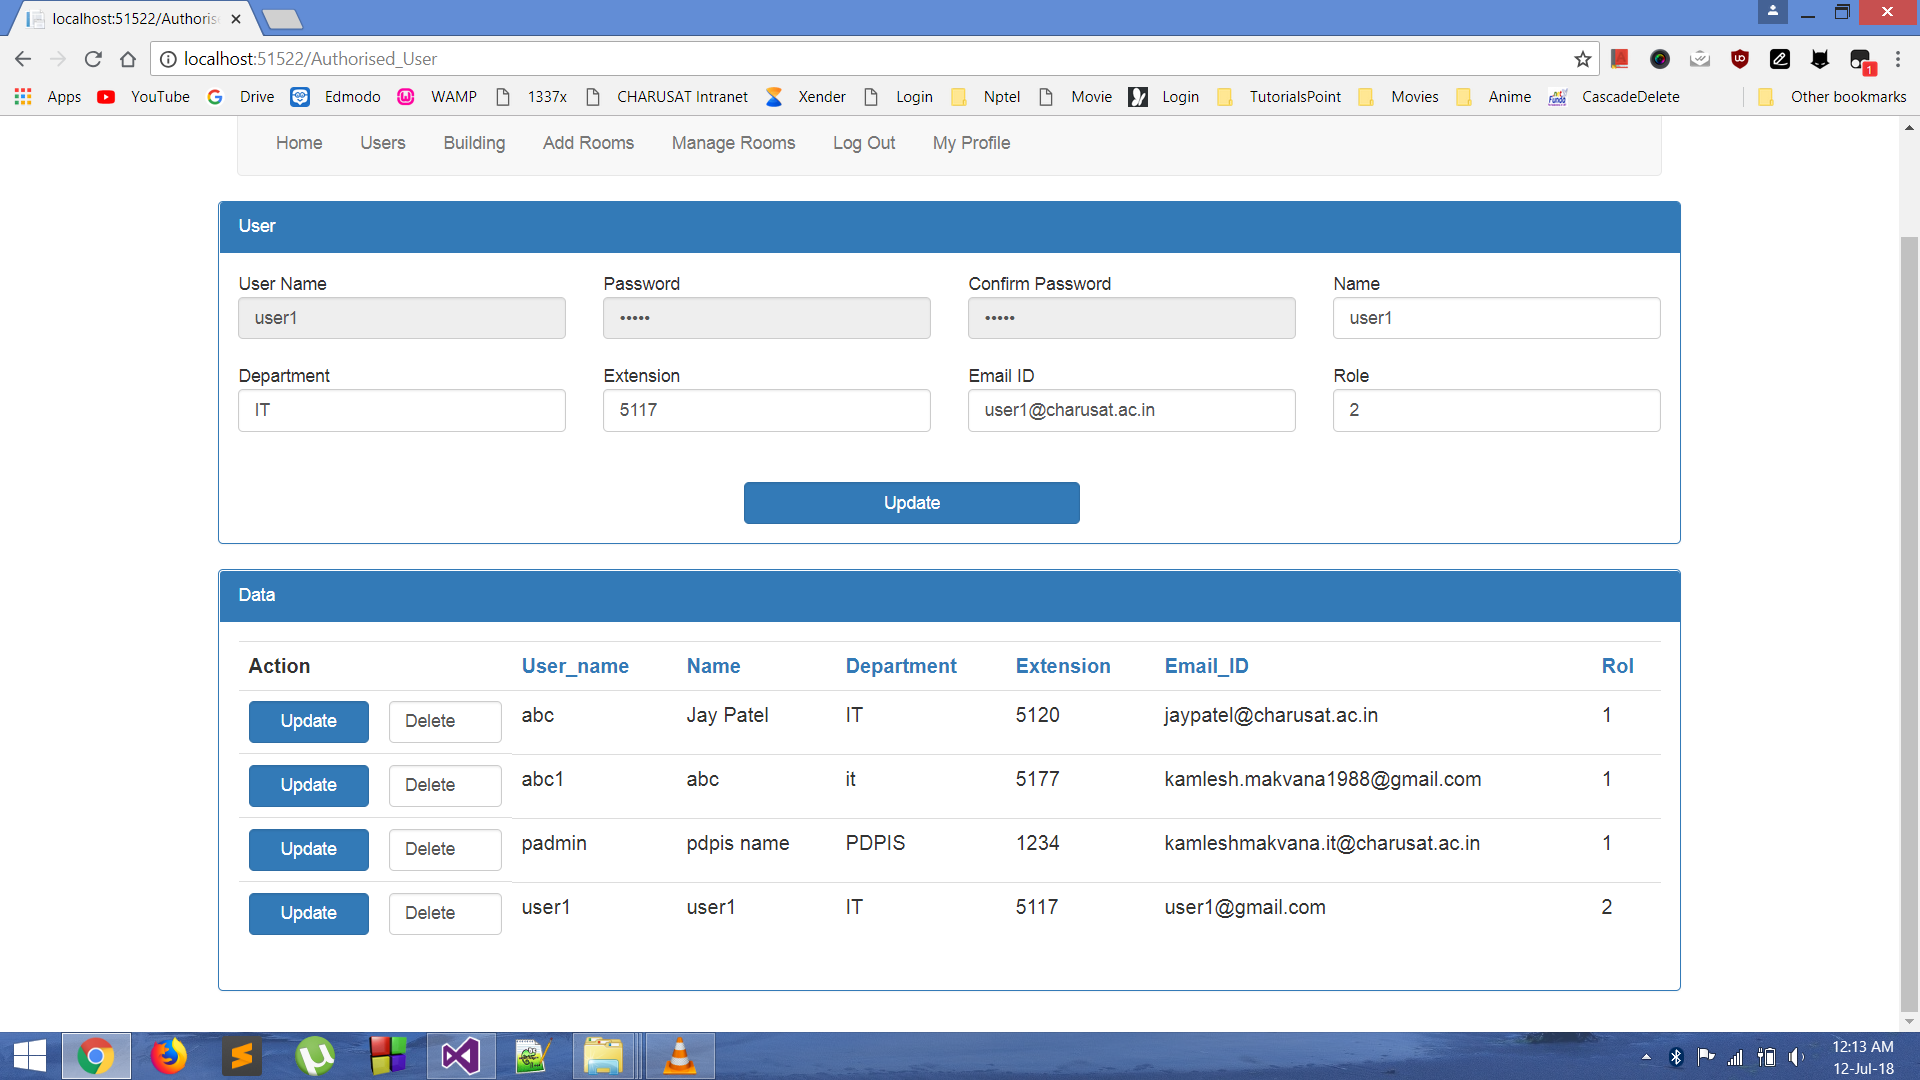 localhost:51522/Authoris
localhost:51522/Authorised_User
1
Apps YouTube Drive Edmodo WAMP 1337x CHARUSAT Intranet Xender Login Nptel Movie Login TutorialsPoint Movies Anime CascadeDelete Other bookmarks
Home Users Building Add Rooms Manage Rooms Log Out My Profile
User
User Name Password Confirm Password Name
user1 ••••• ••••• user1
Department Extension Email ID Role
IT 5117 user1@charusat.ac.in 2
Update
Data
Action User_name Name Department Extension Email_ID Rol
Update Delete abc Jay Patel IT 5120 jaypatel@charusat.ac.in 1
Update Delete abc1 abc it 5177 kamlesh.makvana1988@gmail.com 1
Update Delete padmin pdpis name PDPIS 1234 kamleshmakvana.it@charusat.ac.in 1
Update Delete user1 user1 IT 5117 user1@gmail.com 2
12:13 AM
12-Jul-18